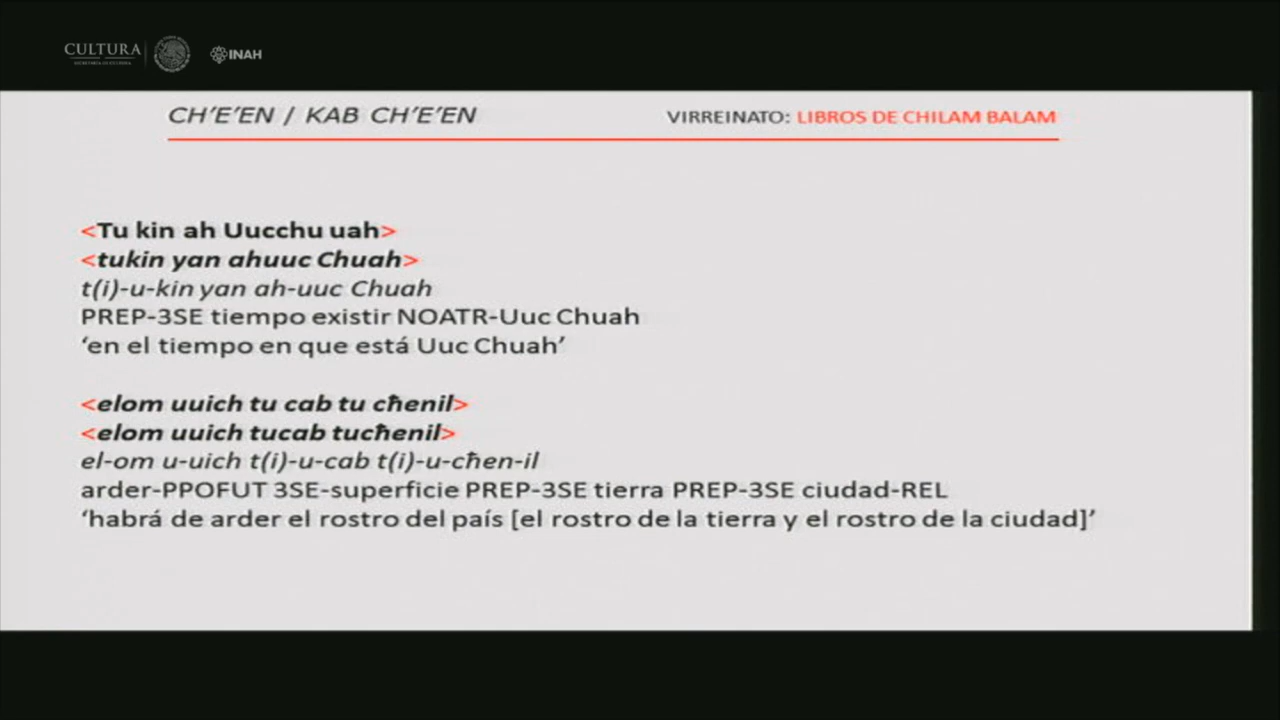 CULTURA
SECRETARÍA DE CULTURA
INAH
CH’E’EN / KAB CH’E’EN
VIRREINATO: LIBROS DE CHILAM BALAM
<Tu kin ah Uucchu uah>
<tukin yan ahuuc Chuah>
t(i)-u-kin yan ah-uuc Chuah
PREP-3SE tiempo existir NOATR-Uuc Chuah
‘en el tiempo en que está Uuc Chuah’
<elom uuich tu cab tu cħenil>
<elom uuich tucab tucħenil>
el-om u-uich t(i)-u-cab t(i)-u-cħen-il
arder-PPOFUT 3SE-superficie PREP-3SE tierra PREP-3SE ciudad-REL
‘habrá de arder el rostro del país [el rostro de la tierra y el rostro de la ciudad]’